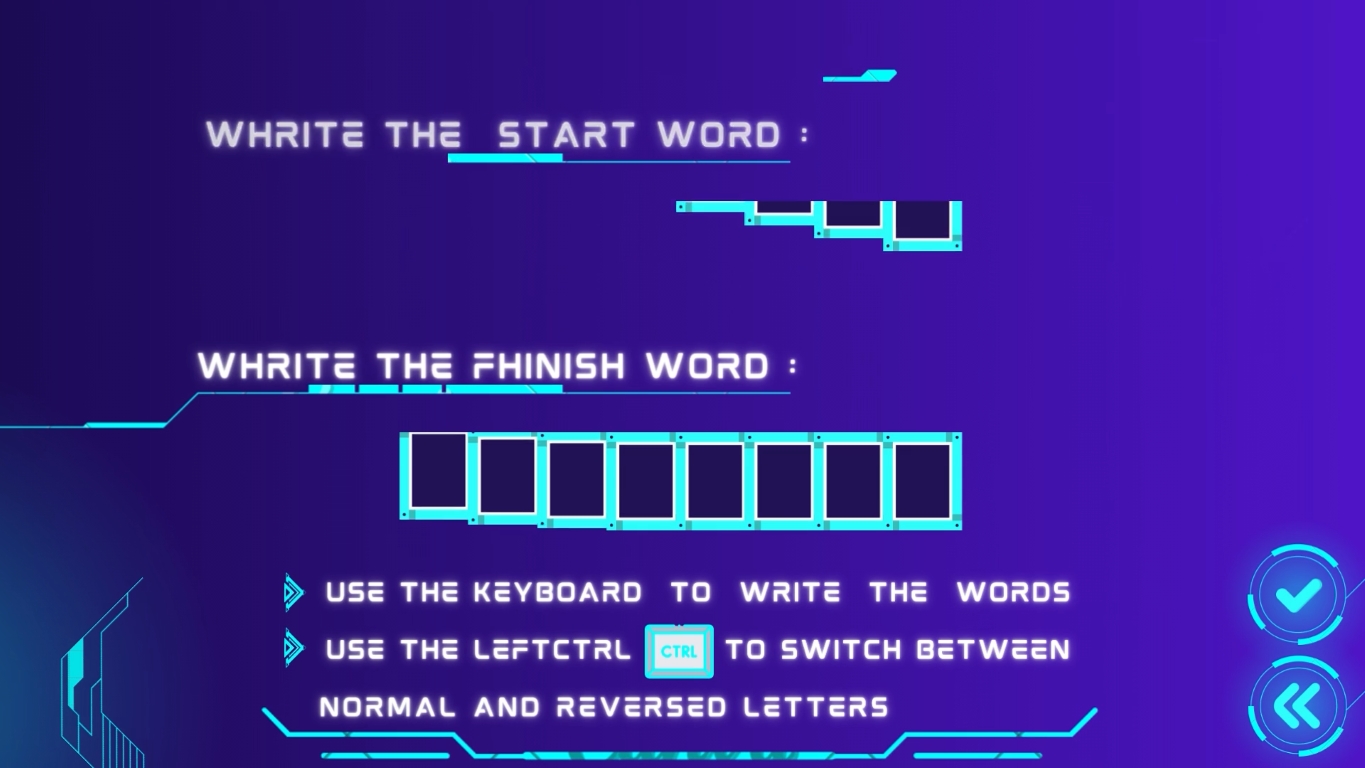 WHRITE THE START WORD :
WHRITE THE FHINISH WORD :
USE THE KEYBOARD TO WRITE THE WORDS
USE THE LEFTCTRL CTRL TO SWITCH BETWEEN
NORMAL AND REVERSED LETTERS